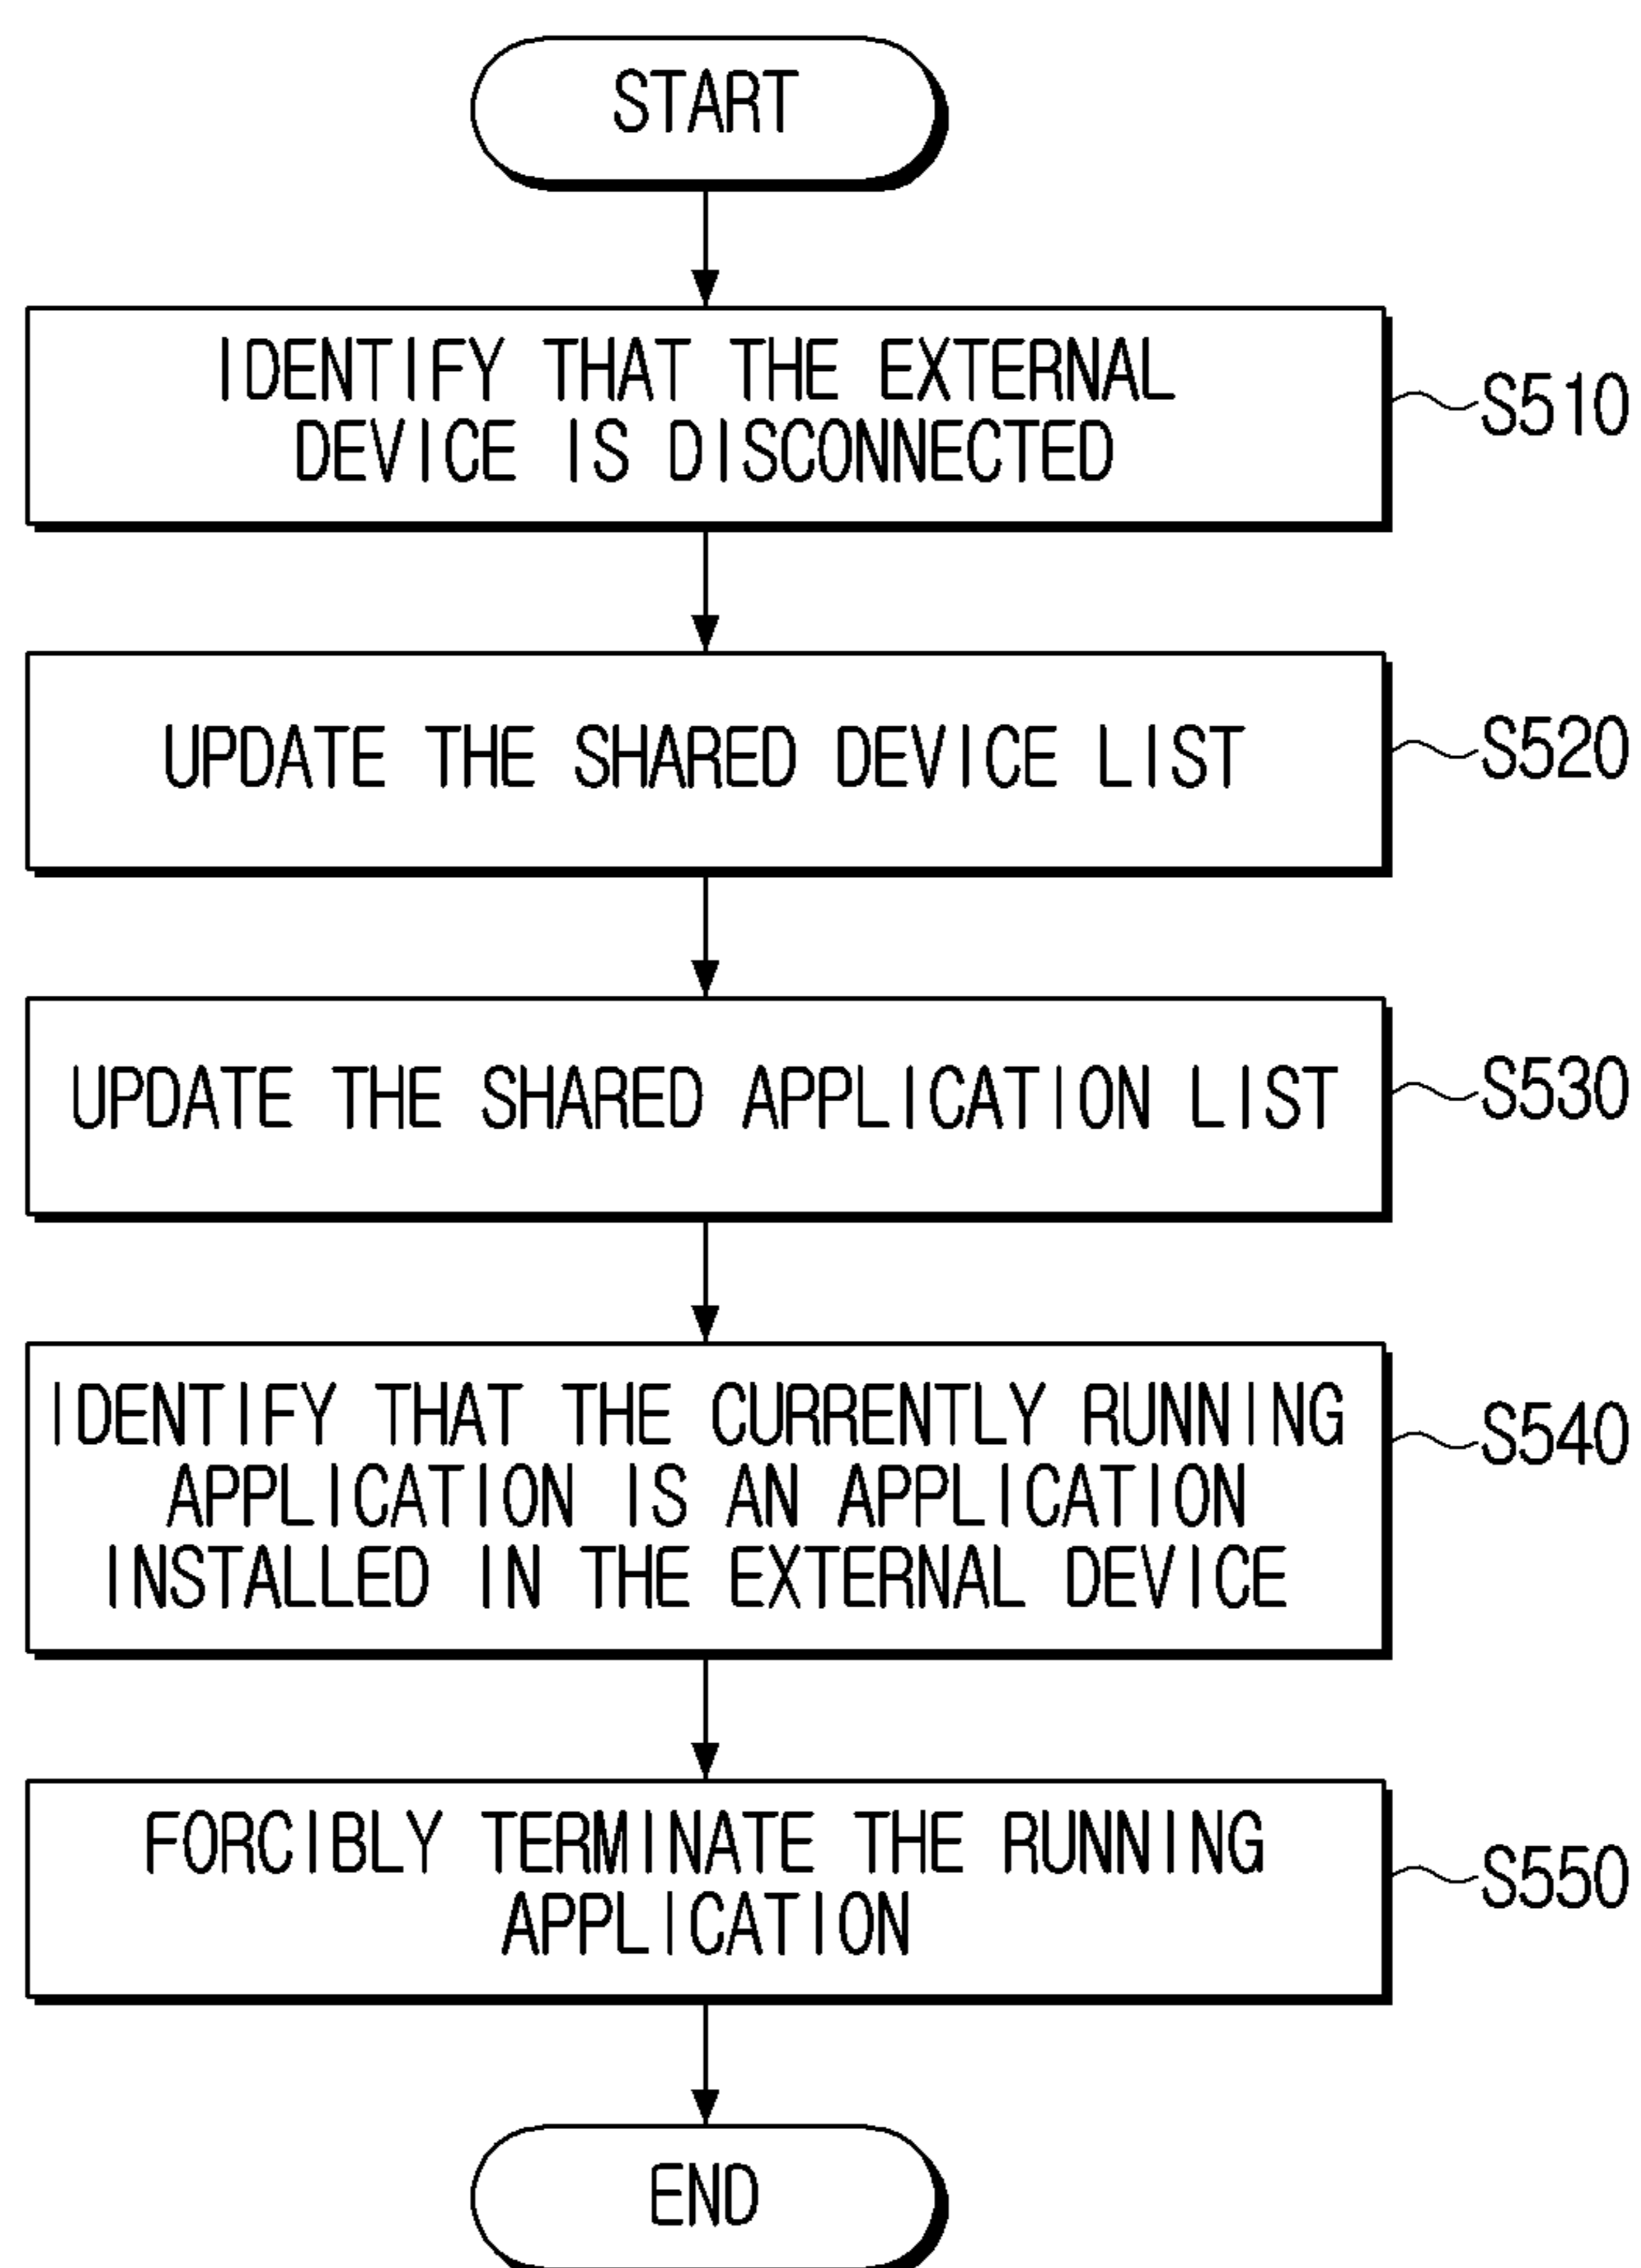 START
IDENTIFY THAT THE EXTERNAL
DEVICE IS DISCONNECTED
S510
UPDATE THE SHARED DEVICE LIST
S520
UPDATE THE SHARED APPLICATION LIST
S530
IDENTIFY THAT THE CURRENTLY RUNNING
APPLICATION IS AN APPLICATION
INSTALLED IN THE EXTERNAL DEVICE
S540
FORCIBLY TERMINATE THE RUNNING
APPLICATION
S550
END